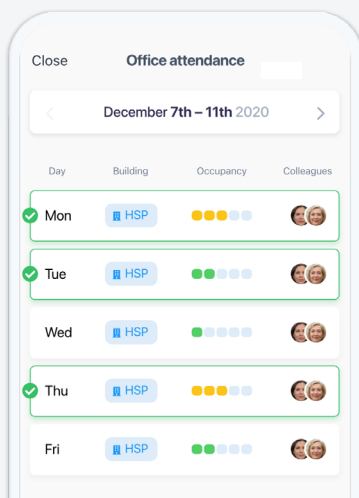 Close Office attendance
December 7th – 11th 2020
Day Building Occupancy Colleagues
Mon HSP
Tue HSP
Wed HSP
Thu HSP
Fri HSP